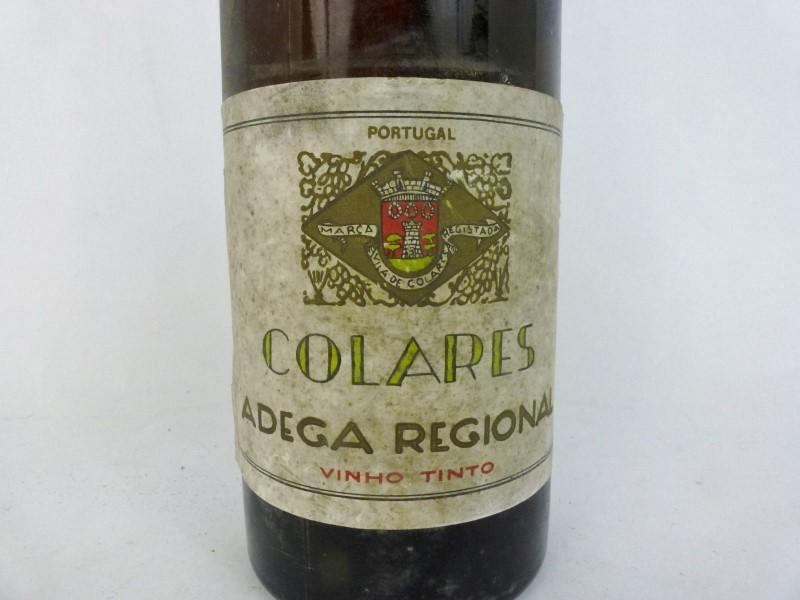 PORTUGAL
MARCA REGISTADA
VILA DE COLARES
COLARES
ADEGA REGIONAL
VINHO TINTO